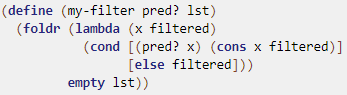 (define (my-filter pred? lst)
  (foldr (lambda (x filtered)
           (cond [(pred? x) (cons x filtered)]
                 [else filtered]))
         empty lst))